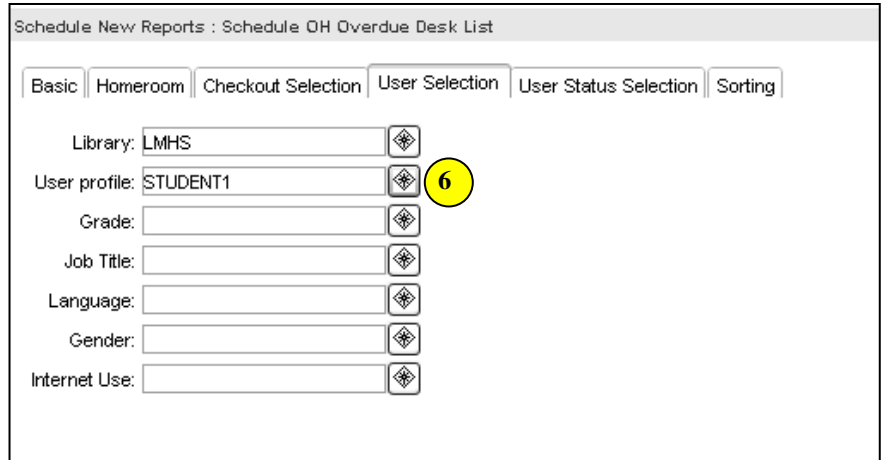 Schedule New Reports : Schedule OH Overdue Desk List
Basic Homeroom Checkout Selection User Selection User Status Selection Sorting
Library: LMHS
User profile: STUDENT1 6
Grade:
Job Title:
Language:
Gender:
Internet Use: